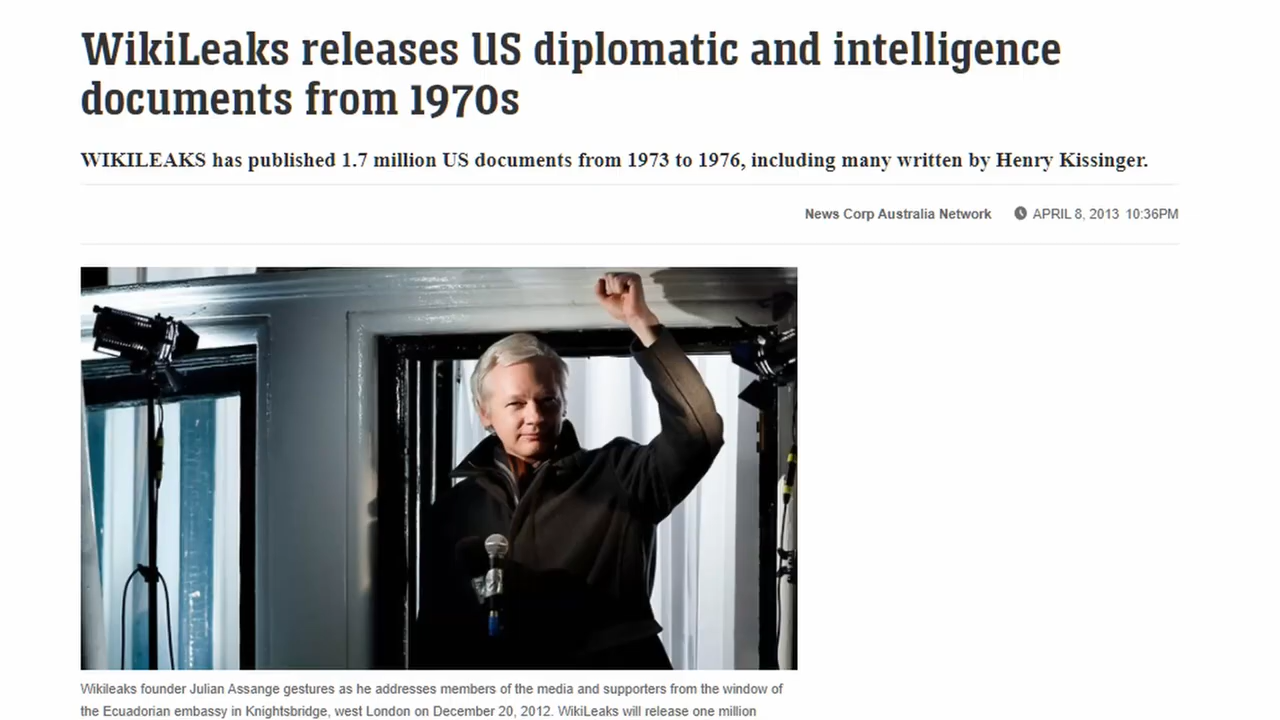 WikiLeaks releases US diplomatic and intelligence
documents from 1970s
WIKILEAKS has published 1.7 million US documents from 1973 to 1976, including many written by Henry Kissinger.
News Corp Australia Network APRIL 8, 2013 10:36PM
Wikileaks founder Julian Assange gestures as he addresses members of the media and supporters from the window of
the Ecuadorian embassy in Knightsbridge, west London on December 20, 2012. WikiLeaks will release one million